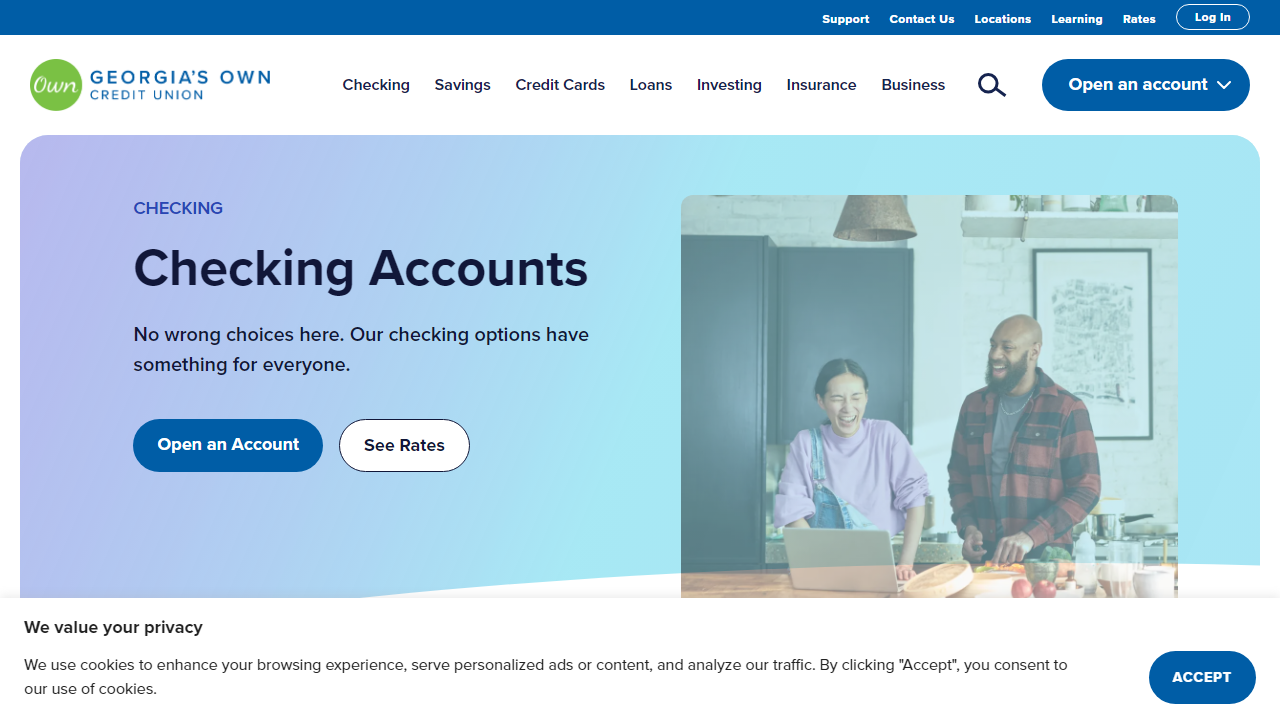 Support Contact Us Locations Learning Rates Log In
Own GEORGIA'S OWN
CREDIT UNION
Checking Savings Credit Cards Loans Investing Insurance Business Open an account
CHECKING
Checking Accounts
No wrong choices here. Our checking options have
something for everyone.
Open an Account See Rates
We value your privacy
We use cookies to enhance your browsing experience, serve personalized ads or content, and analyze our traffic. By clicking "Accept", you consent to
our use of cookies.
ACCEPT